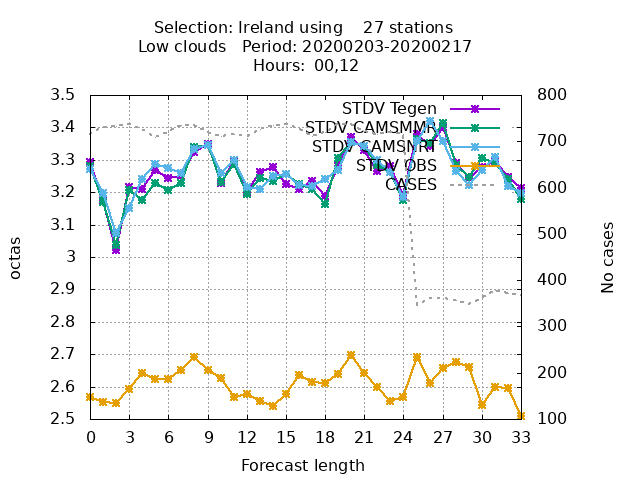 Selection: Ireland using    27 stations
Low clouds   Period: 20200203-20200217
Hours:  00,12
3.5
3.4
3.3
3.2
3.1
3
2.9
2.8
2.7
2.6
2.5
octas
800
700
600
500
400
300
200
100
No cases
STDV Tegen
STDV CAMSMMR
STDV CAMSNRT
STDV OBS
CASES
0 3 6 9 12 15 18 21 24 27 30 33
Forecast length